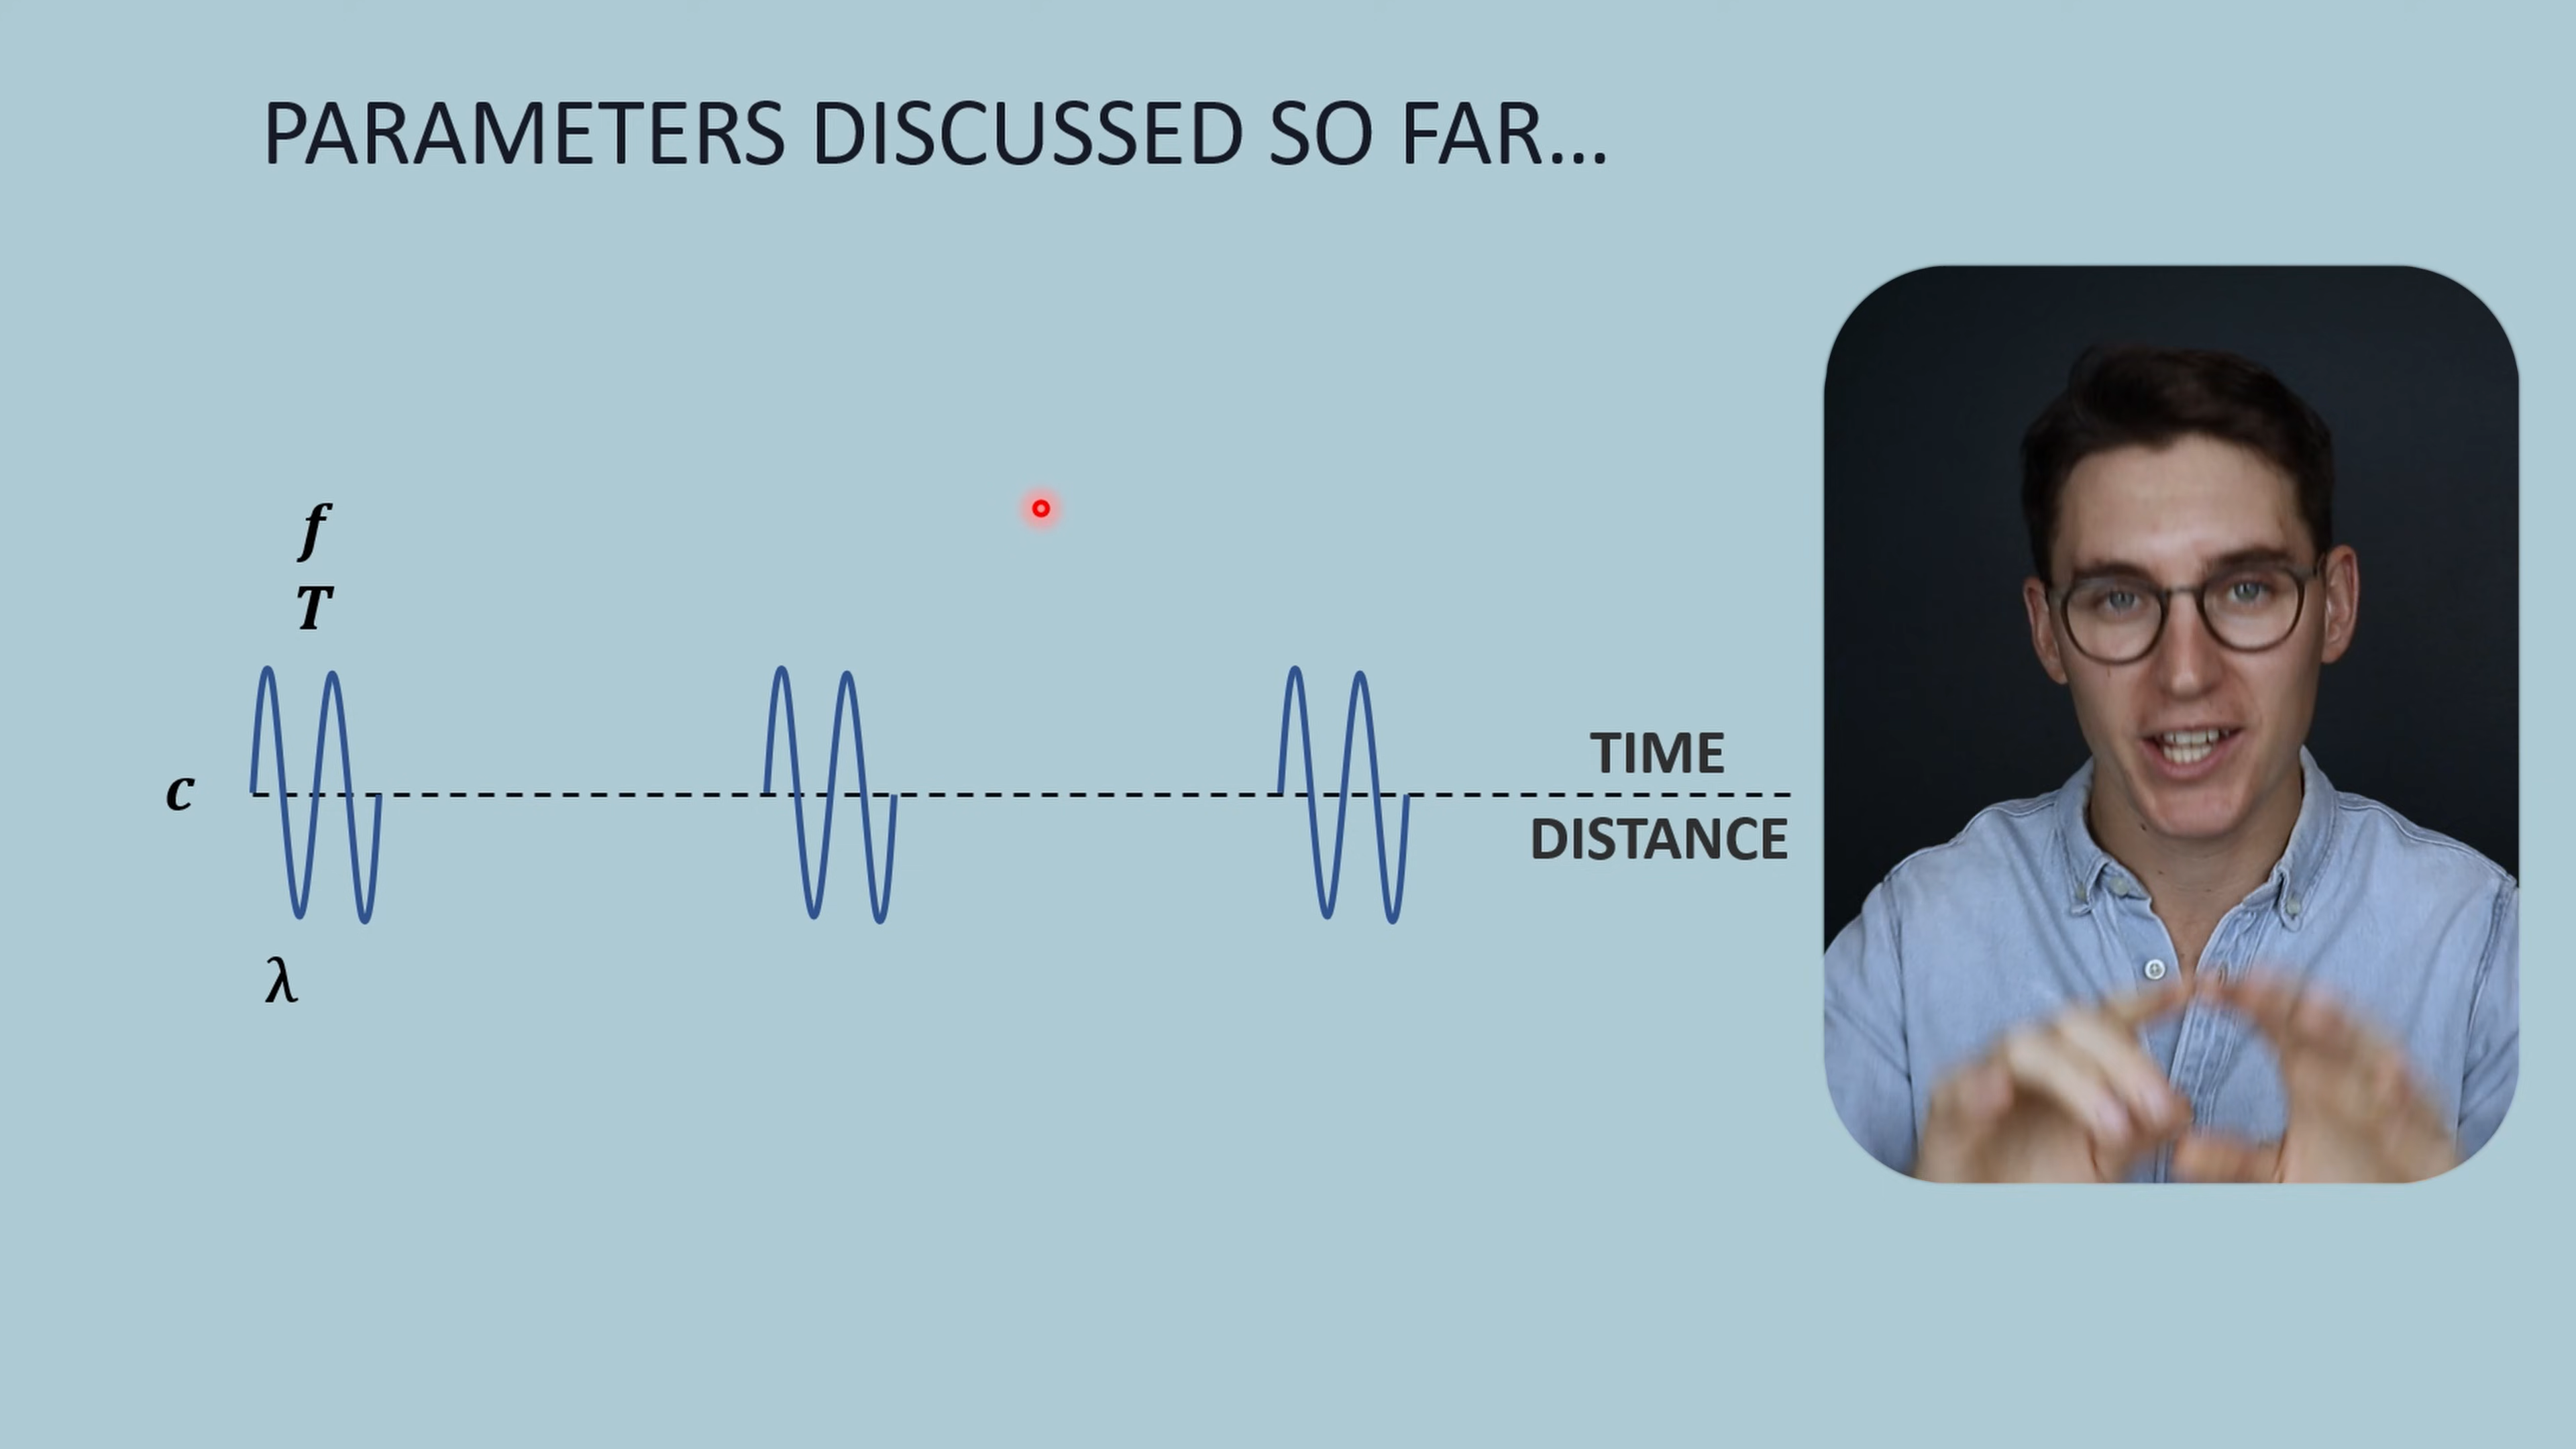 PARAMETERS DISCUSSED SO FAR...
f
T
c
TIME
DISTANCE
λ